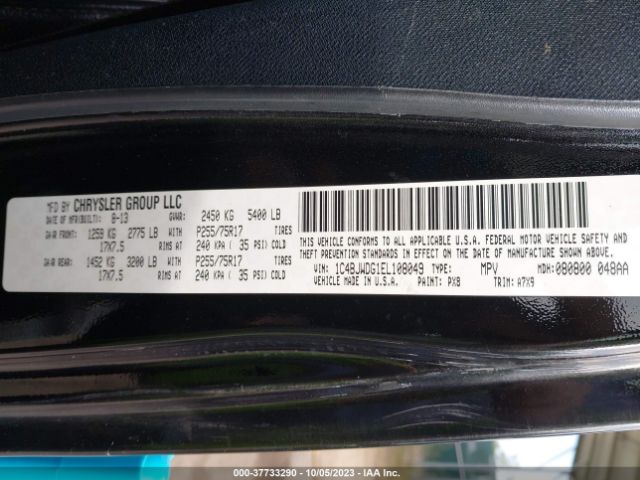 MFD BY CHRYSLER GROUP LLC
DATE OF MFR(BUILT): 8-13 GVWR: 2450 KG 5400 LB
GAWR FRONT: 1259 KG 2775 LB WITH P255/75R17 TIRES
17X7.5 RIMS AT 240 KPA ( 35 PSI) COLD
GAWR REAR: 1452 KG 3200 LB WITH P255/75R17 TIRES
17X7.5 RIMS AT 240 KPA ( 35 PSI) COLD
THIS VEHICLE CONFORMS TO ALL APPLICABLE U.S.A. FEDERAL MOTOR VEHICLE SAFETY AND
THEFT PREVENTION STANDARDS IN EFFECT ON THE DATE OF MANUFACTURE SHOWN ABOVE.
VIN: 1C4BJWDG1EL108049 TYPE: MPV MDH: 080800 048AA
VEHICLE MADE IN U.S.A. PAINT: PX8 TRIM: A7X9
000-37733290 - 10/05/2023 - IAA Inc.